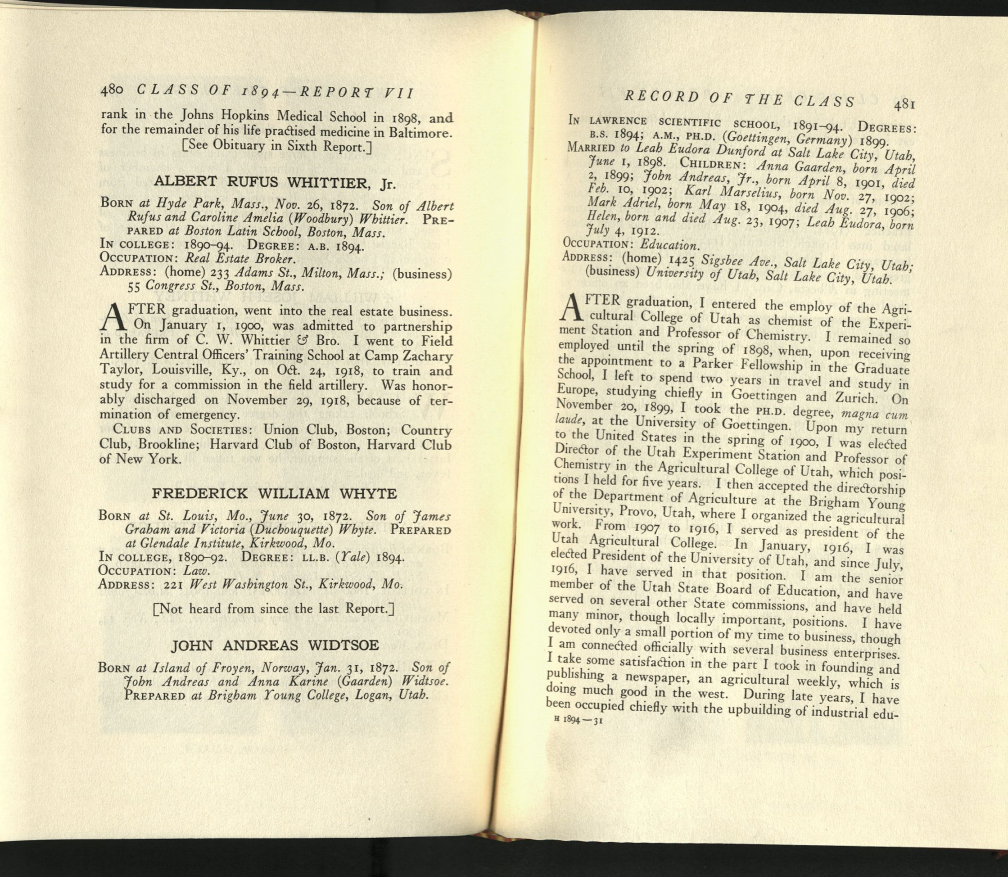 480 CLASS OF 1894—REPORT VII
rank in the Johns Hopkins Medical School in 1898, and
for the remainder of his life practised medicine in Baltimore.
[See Obituary in Sixth Report.]
ALBERT RUFUS WHITTIER, Jr.
BORN at Hyde Park, Mass., Nov. 26, 1872. Son of Albert
Rufus and Caroline Amelia (Woodbury) Whittier. PRE-
PARED at Boston Latin School, Boston, Mass.
IN COLLEGE: 1890-94. DEGREE: A.B. 1894.
OCCUPATION: Real Estate Broker.
ADDRESS: (home) 233 Adams St., Milton, Mass.; (business)
55 Congress St., Boston, Mass.
AFTER graduation, went into the real estate business.
On January 1, 1900, was admitted to partnership
in the firm of C. W. Whittier & Bro. I went to Field
Artillery Central Officers' Training School at Camp Zachary
Taylor, Louisville, Ky., on Oct. 24, 1918, to train and
study for a commission in the field artillery. Was honor-
ably discharged on November 29, 1918, because of ter-
mination of emergency.
CLUBS AND SOCIETIES: Union Club, Boston; Country
Club, Brookline; Harvard Club of Boston, Harvard Club
of New York.
FREDERICK WILLIAM WHYTE
BORN at St. Louis, Mo., June 30, 1872. Son of James
Graham and Victoria (Duchouquette) Whyte. PREPARED
at Glendale Institute, Kirkwood, Mo.
IN COLLEGE, 1890-92. DEGREE: LL.B. (Yale) 1894.
OCCUPATION: Law.
ADDRESS: 221 West Washington St., Kirkwood, Mo.
[Not heard from since the last Report.]
JOHN ANDREAS WIDTSOE
BORN at Island of Froyen, Norway, Jan. 31, 1872. Son of
John Andreas and Anna Karine (Gaarden) Widtsoe.
PREPARED at Brigham Young College, Logan, Utah.
RECORD OF THE CLASS 481
IN LAWRENCE SCIENTIFIC SCHOOL, 1891-94. DEGREES:
B.S. 1894; A.M., PH.D. (Goettingen, Germany) 1899.
MARRIED to Leah Eudora Dunford at Salt Lake City, Utah,
June 1, 1898. CHILDREN: Anna Gaarden, born April
2, 1899; John Andreas, Jr., born April 8, 1901, died
Feb. 10, 1902; Karl Marselius, born Nov. 27, 1902;
Mark Adriel, born May 18, 1904, died Aug. 27, 1906;
Helen, born and died Aug. 23, 1907; Leah Eudora, born
July 4, 1912.
OCCUPATION: Education.
ADDRESS: (home) 1425 Sigsbee Ave., Salt Lake City, Utah;
(business) University of Utah, Salt Lake City, Utah.
AFTER graduation, I entered the employ of the Agri-
cultural College of Utah as chemist of the Experi-
ment Station and Professor of Chemistry. I remained so
employed until the spring of 1898, when, upon receiving
the appointment to a Parker Fellowship in the Graduate
School, I left to spend two years in travel and study in
Europe, studying chiefly in Goettingen and Zurich. On
November 20, 1899, I took the PH.D. degree, magna cum
laude, at the University of Goettingen. Upon my return
to the United States in the spring of 1900, I was elected
Director of the Utah Experiment Station and Professor of
Chemistry in the Agricultural College of Utah, which posi-
tions I held for five years. I then accepted the directorship
of the Department of Agriculture at the Brigham Young
University, Provo, Utah, where I organized the agricultural
work. From 1907 to 1916, I served as president of the
Utah Agricultural College. In January, 1916, I was
elected President of the University of Utah, and since July,
1916, I have served in that position. I am the senior
member of the Utah State Board of Education, and have
served on several other State commissions, and have held
many minor, though locally important, positions. I have
devoted only a small portion of my time to business, though
I am connected officially with several business enterprises.
I take some satisfaction in the part I took in founding and
publishing a newspaper, an agricultural weekly, which is
doing much good in the west. During late years, I have
been occupied chiefly with the upbuilding of industrial edu-
H 1894—31